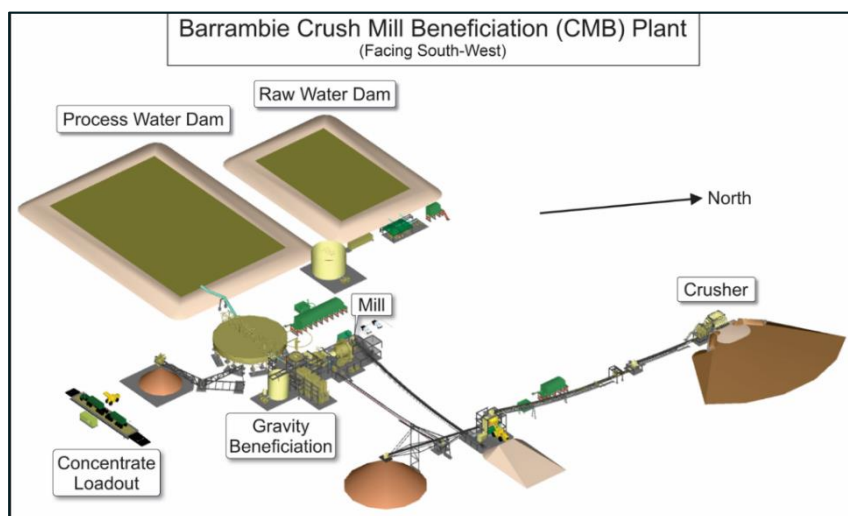 Barrambie Crush Mill Beneficiation (CMB) Plant
(Facing South-West)
Raw Water Dam
Process Water Dam
North
Crusher
Mill
Gravity
Beneficiation
Concentrate
Loadout